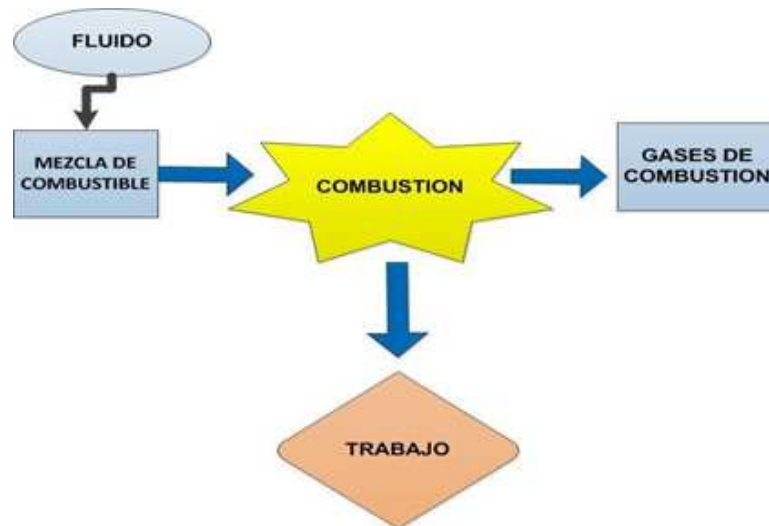 FLUIDO
MEZCLA DE
COMBUSTIBLE
COMBUSTION
GASES DE
COMBUSTION
TRABAJO